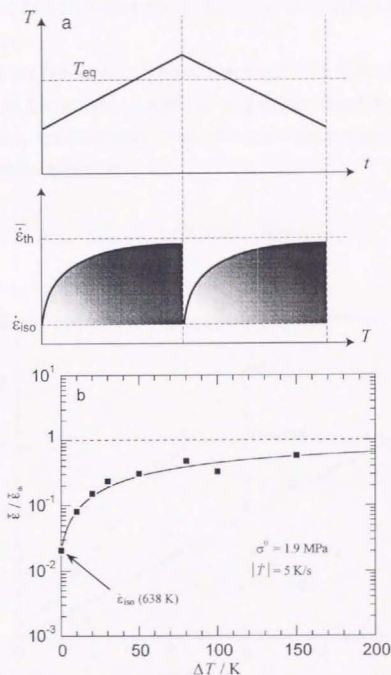 T
a
T_eq
t
ε̇_th
ε̇_iso
T
b
10^1
1
10^-1
10^-2
10^-3
σ^0 = 1.9 MPa
|Ṫ| = 5 K/s
ε̇_iso (638 K)
0 50 100 150 200
ΔT / K